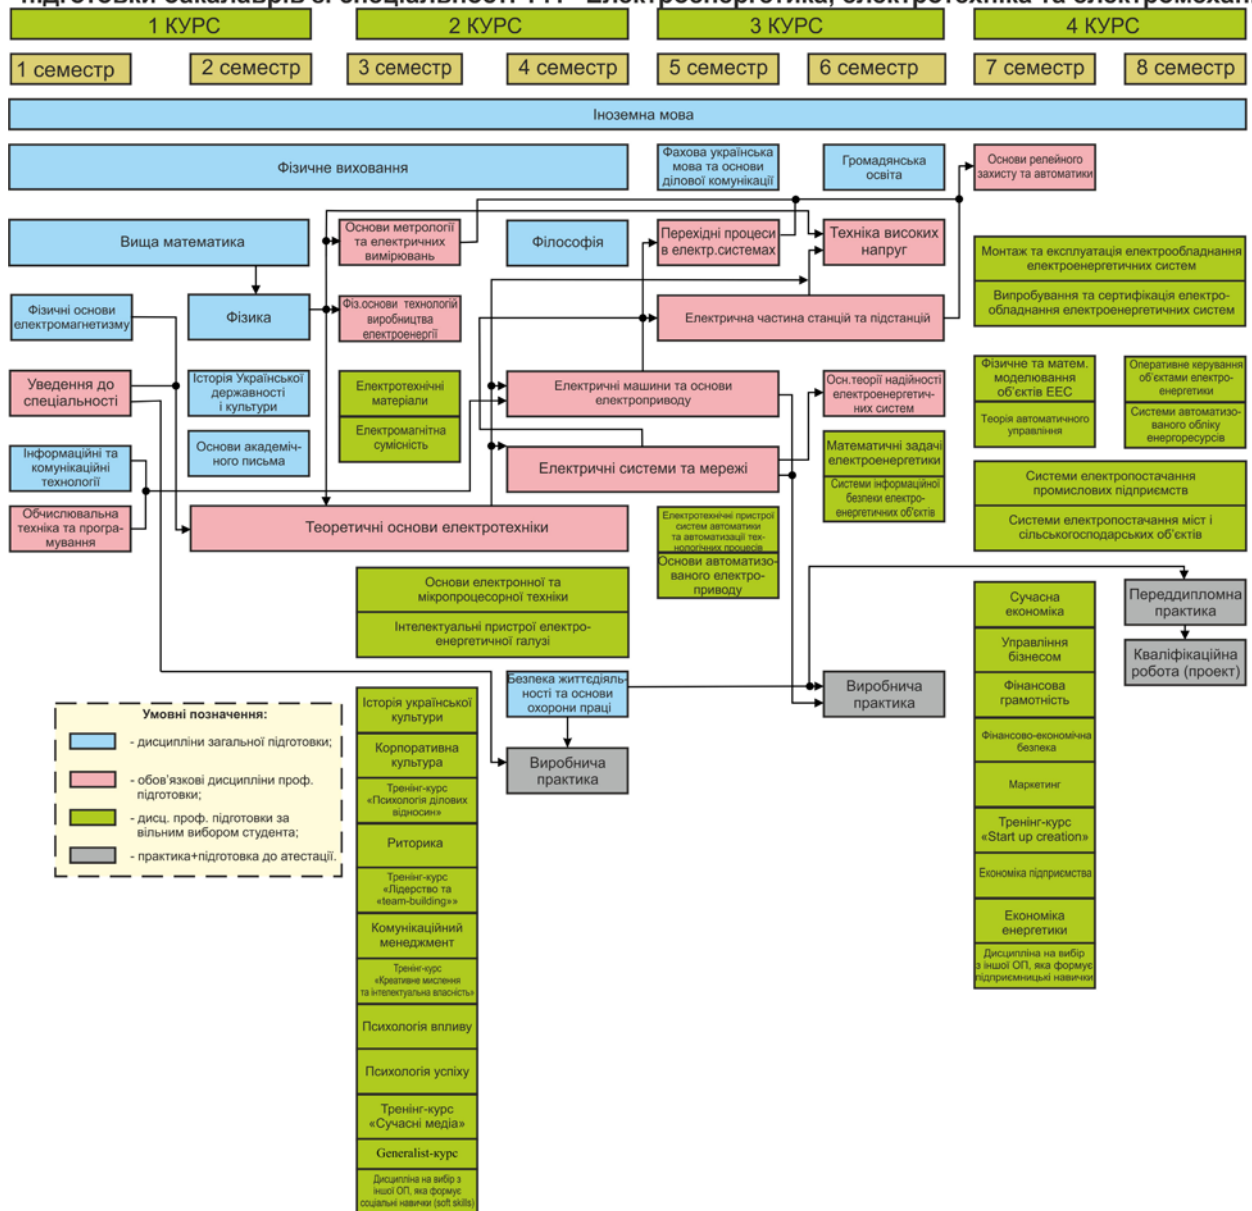 1 КУРС
2 КУРС
3 КУРС
4 КУРС
1 семестр
2 семестр
3 семестр
4 семестр
5 семестр
6 семестр
7 семестр
8 семестр
Іноземна мова
Фізичне виховання
Фахова українська
мова та основи
ділової комунікації
Громадянська
освіта
Основи релейного
захисту та автоматики
Вища математика
Основи метрології
та електричних
вимірювань
Філософія
Перехідні процеси
в електр.системах
Техніка високих
напруг
Монтаж та експлуатація електрообладнання
електроенергетичних систем
Випробування та сертифікація електро-
обладнання електроенергетичних систем
Фізичні основи
електромагнетизму
Фізика
Фіз.основи технологій
виробництва
електроенергії
Електрична частина станцій та підстанцій
Уведення до
спеціальності
Історія Української
державності
і культури
Електротехнічні
матеріали
Електричні машини та основи
електроприводу
Осн.теорії надійності
електроенергетич-
них систем
Фізичне та матем.
моделювання
об'єктів ЕЕС
Оперативне керування
об'єктами електро-
енергетики
Теорія автоматичного
управління
Системи автоматизо-
ваного обліку
енергоресурсів
Інформаційні та
комунікаційні
технології
Основи академіч-
ного письма
Електромагнітна
сумісність
Електричні системи та мережі
Математичні задачі
електроенергетики
Системи інформаційної
безпеки електро-
енергетичних об'єктів
Системи електропостачання
промислових підприємств
Системи електропостачання міст і
сільськогосподарських об'єктів
Обчислювальна
техніка та програ-
мування
Теоретичні основи електротехніки
Електротехнічні пристрої
систем автоматики
та автоматизації тех-
нологічних процесів
Основи автоматизо-
ваного електро-
приводу
Основи електронної та
мікропроцесорної техніки
Інтелектуальні пристрої електро-
енергетичної галузі
Сучасна
економіка
Переддипломна
практика
Управління
бізнесом
Кваліфікаційна
робота (проект)
Безпека життєдіяль-
ності та основи
охорони праці
Виробнича
практика
Фінансова
грамотність
Умовні позначення:
- дисципліни загальної підготовки;
- обов'язкові дисципліни проф.
підготовки;
- дисц. проф. підготовки за
вільним вибором студента;
- практика+підготовка до атестації.
Історія української
культури
Корпоративна
культура
Виробнича
практика
Фінансово-економічна
безпека
Тренінг-курс
«Психологія ділових
відносин»
Маркетинг
Риторика
Тренінг-курс
«Start up creation»
Тренінг-курс
«Лідерство та
«team-building»»
Економіка підприємства
Комунікаційний
менеджмент
Економіка
енергетики
Тренінг-курс
«Креативне мислення
та інтелектуальна власність»
Дисципліна на вибір
з іншої ОП, яка формує
підприємницькі навички
Психологія впливу
Психологія успіху
Тренінг-курс
«Сучасні медіа»
Generalist-курс
Дисципліна на вибір з
іншої ОП, яка формує
соціальні навички (soft skills)